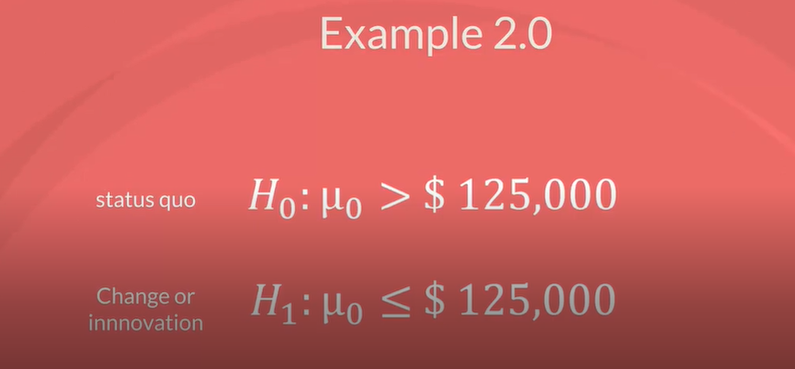 Example 2.0
status quo
H₀: μ₀ > $ 125,000
Change or
innnovation
H₁: μ₀ ≤ $ 125,000